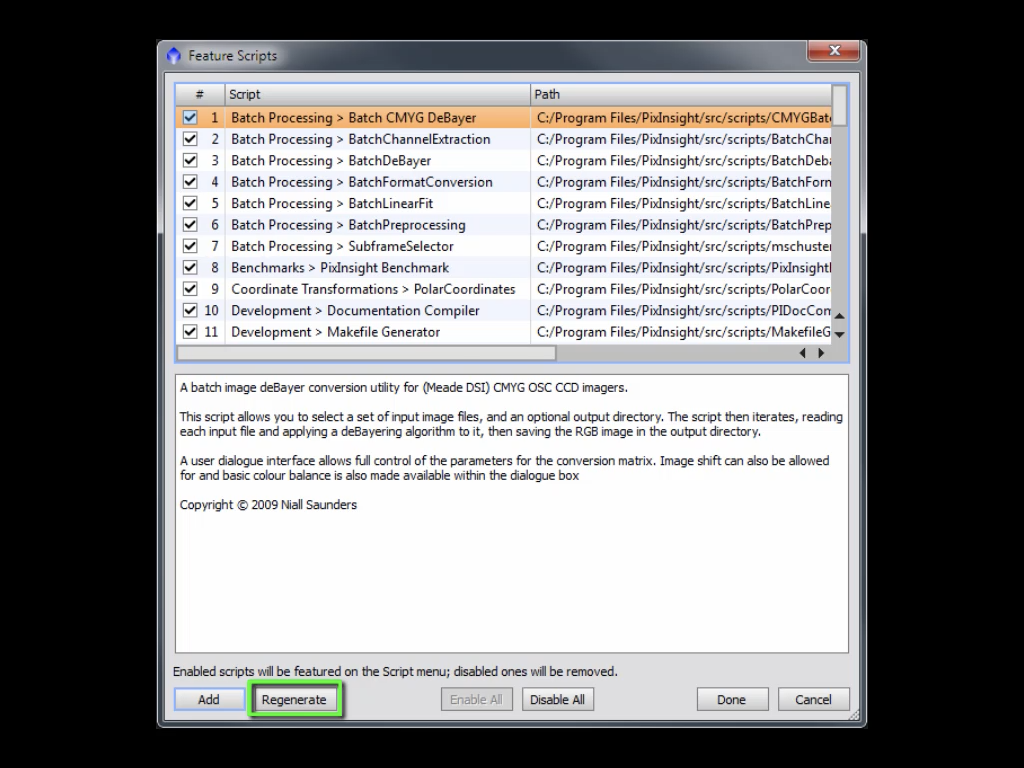 Feature Scripts
# Script Path
1 Batch Processing > Batch CMYG DeBayer C:/Program Files/PixInsight/src/scripts/CMYGBat
2 Batch Processing > BatchChannelExtraction C:/Program Files/PixInsight/src/scripts/BatchChar
3 Batch Processing > BatchDeBayer C:/Program Files/PixInsight/src/scripts/BatchDeba
4 Batch Processing > BatchFormatConversion C:/Program Files/PixInsight/src/scripts/BatchForm
5 Batch Processing > BatchLinearFit C:/Program Files/PixInsight/src/scripts/BatchLine
6 Batch Processing > BatchPreprocessing C:/Program Files/PixInsight/src/scripts/BatchPrep
7 Batch Processing > SubframeSelector C:/Program Files/PixInsight/src/scripts/mschuster
8 Benchmarks > PixInsight Benchmark C:/Program Files/PixInsight/src/scripts/PixInsight
9 Coordinate Transformations > PolarCoordinates C:/Program Files/PixInsight/src/scripts/PolarCoor
10 Development > Documentation Compiler C:/Program Files/PixInsight/src/scripts/PIDocCom
11 Development > Makefile Generator C:/Program Files/PixInsight/src/scripts/MakefileG
A batch image deBayer conversion utility for (Meade DSI) CMYG OSC CCD imagers.
This script allows you to select a set of input image files, and an optional output directory. The script then iterates, reading
each input file and applying a deBayering algorithm to it, then saving the RGB image in the output directory.
A user dialogue interface allows full control of the parameters for the conversion matrix. Image shift can also be allowed
for and basic colour balance is also made available within the dialogue box
Copyright © 2009 Niall Saunders
Enabled scripts will be featured on the Script menu; disabled ones will be removed.
Add Regenerate Enable All Disable All Done Cancel